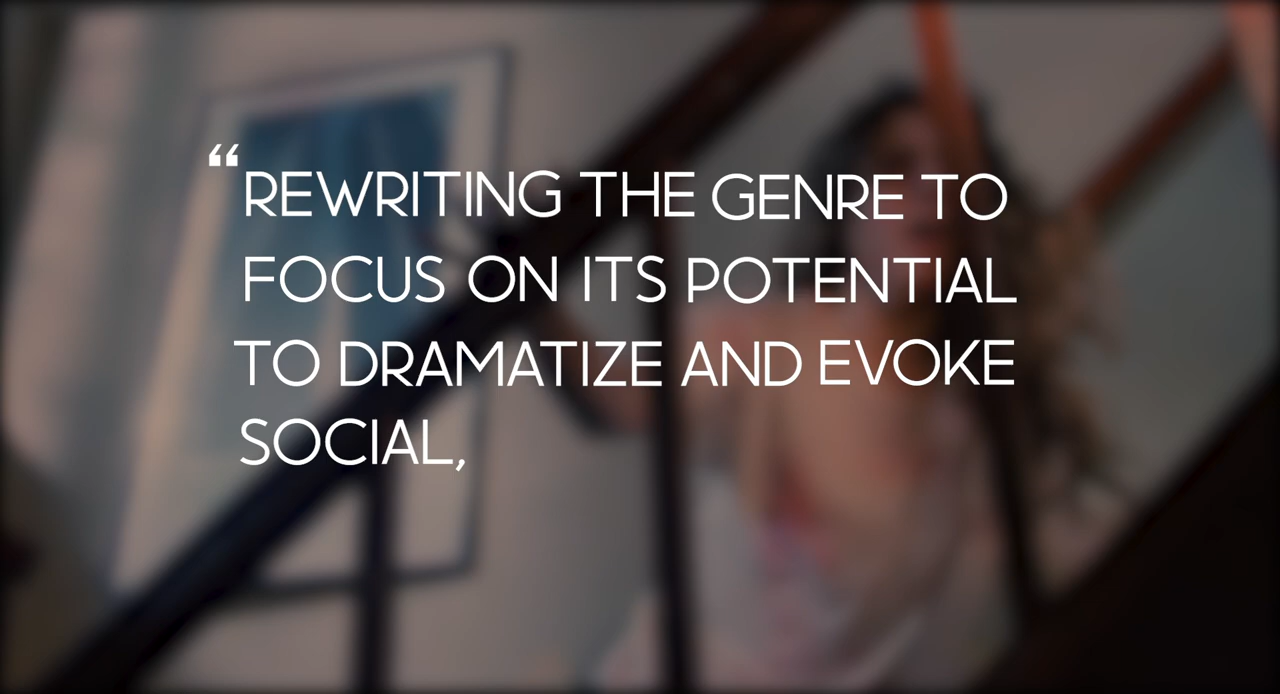 “REWRITING THE GENRE TO
FOCUS ON ITS POTENTIAL
TO DRAMATIZE AND EVOKE
SOCIAL,